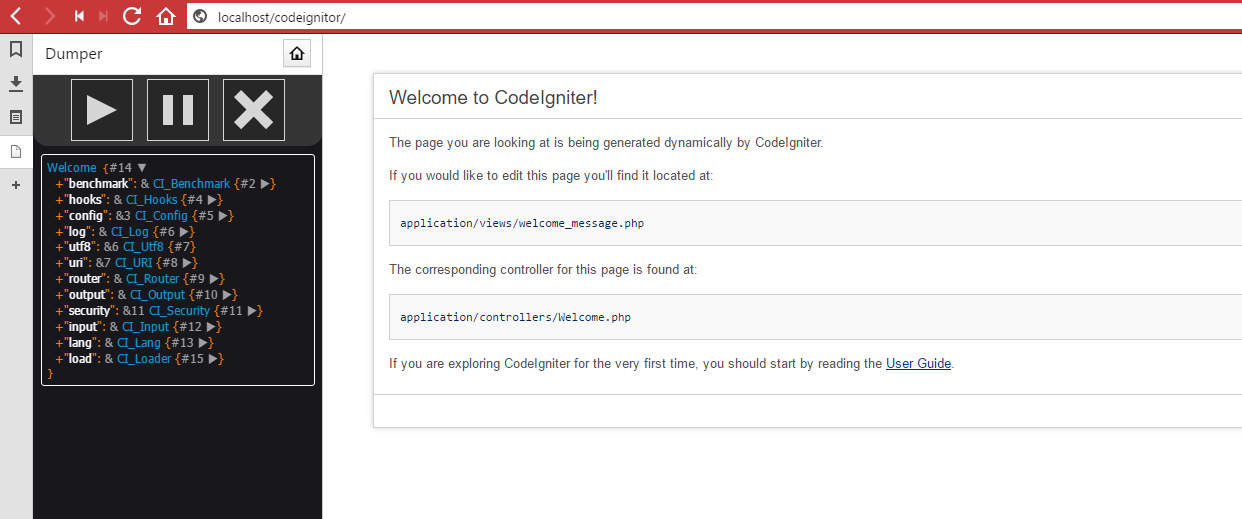 localhost/codeignitor/
Dumper
Welcome {#14 ▼
+"benchmark": & CI_Benchmark {#2 ▶}
+"hooks": & CI_Hooks {#4 ▶}
+"config": &3 CI_Config {#5 ▶}
+"log": & CI_Log {#6 ▶}
+"utf8": &6 CI_Utf8 {#7}
+"uri": &7 CI_URI {#8 ▶}
+"router": & CI_Router {#9 ▶}
+"output": & CI_Output {#10 ▶}
+"security": &11 CI_Security {#11 ▶}
+"input": & CI_Input {#12 ▶}
+"lang": & CI_Lang {#13 ▶}
+"load": & CI_Loader {#15 ▶}
}
Welcome to CodeIgniter!
The page you are looking at is being generated dynamically by CodeIgniter.
If you would like to edit this page you'll find it located at:
application/views/welcome_message.php
The corresponding controller for this page is found at:
application/controllers/Welcome.php
If you are exploring CodeIgniter for the very first time, you should start by reading the User Guide.